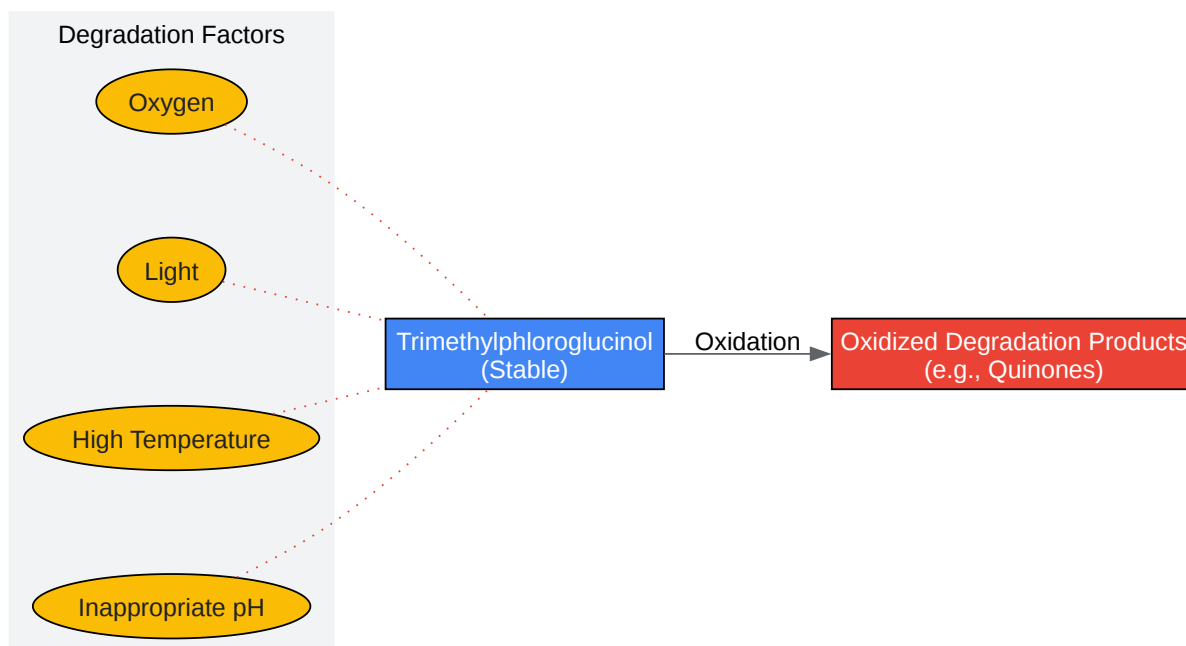 Degradation Factors
Oxygen
Light
High Temperature
Inappropriate pH
Trimethylphloroglucinol
(Stable)
Oxidation
Oxidized Degradation Products
(e.g., Quinones)